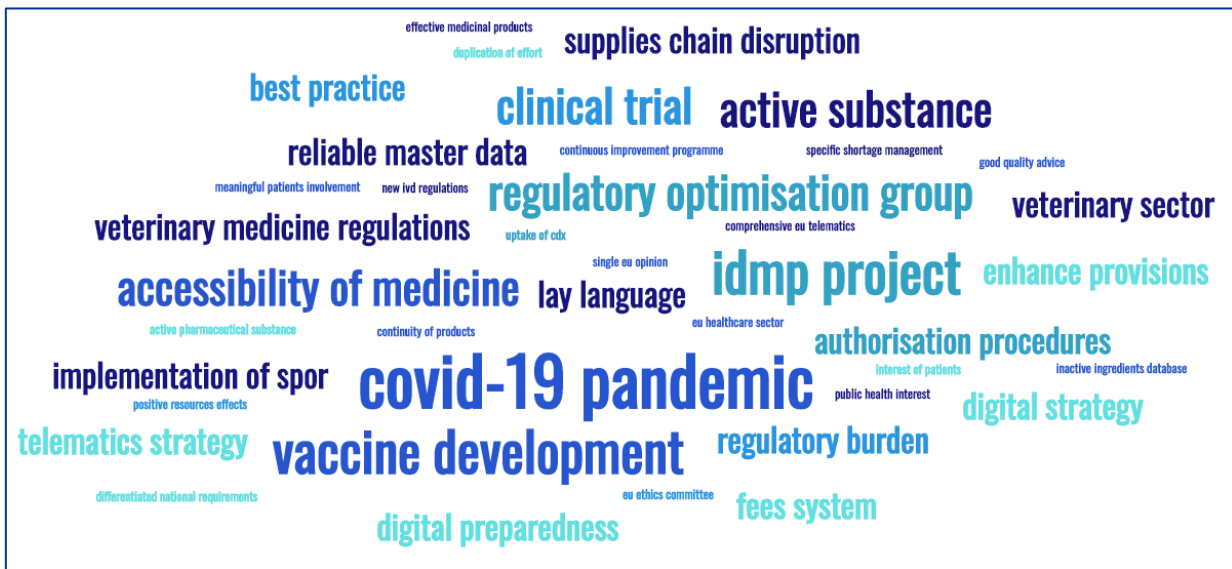 effective medicinal products
supplies chain disruption
duplication of effort
best practice
clinical trial
active substance
reliable master data
continuous improvement programme
specific shortage management
good quality advice
meaningful patients involvement
new ivd regulations
regulatory optimisation group
veterinary sector
veterinary medicine regulations
uptake of cdx
comprehensive eu telematics
single eu opinion
idmp project
enhance provisions
accessibility of medicine
lay language
active pharmaceutical substance
continuity of products
eu healthcare sector
authorisation procedures
implementation of spor
covid-19 pandemic
interest of patients
inactive ingredients database
positive resources effects
public health interest
digital strategy
telematics strategy
vaccine development
regulatory burden
differentiated national requirements
eu ethics committee
fees system
digital preparedness